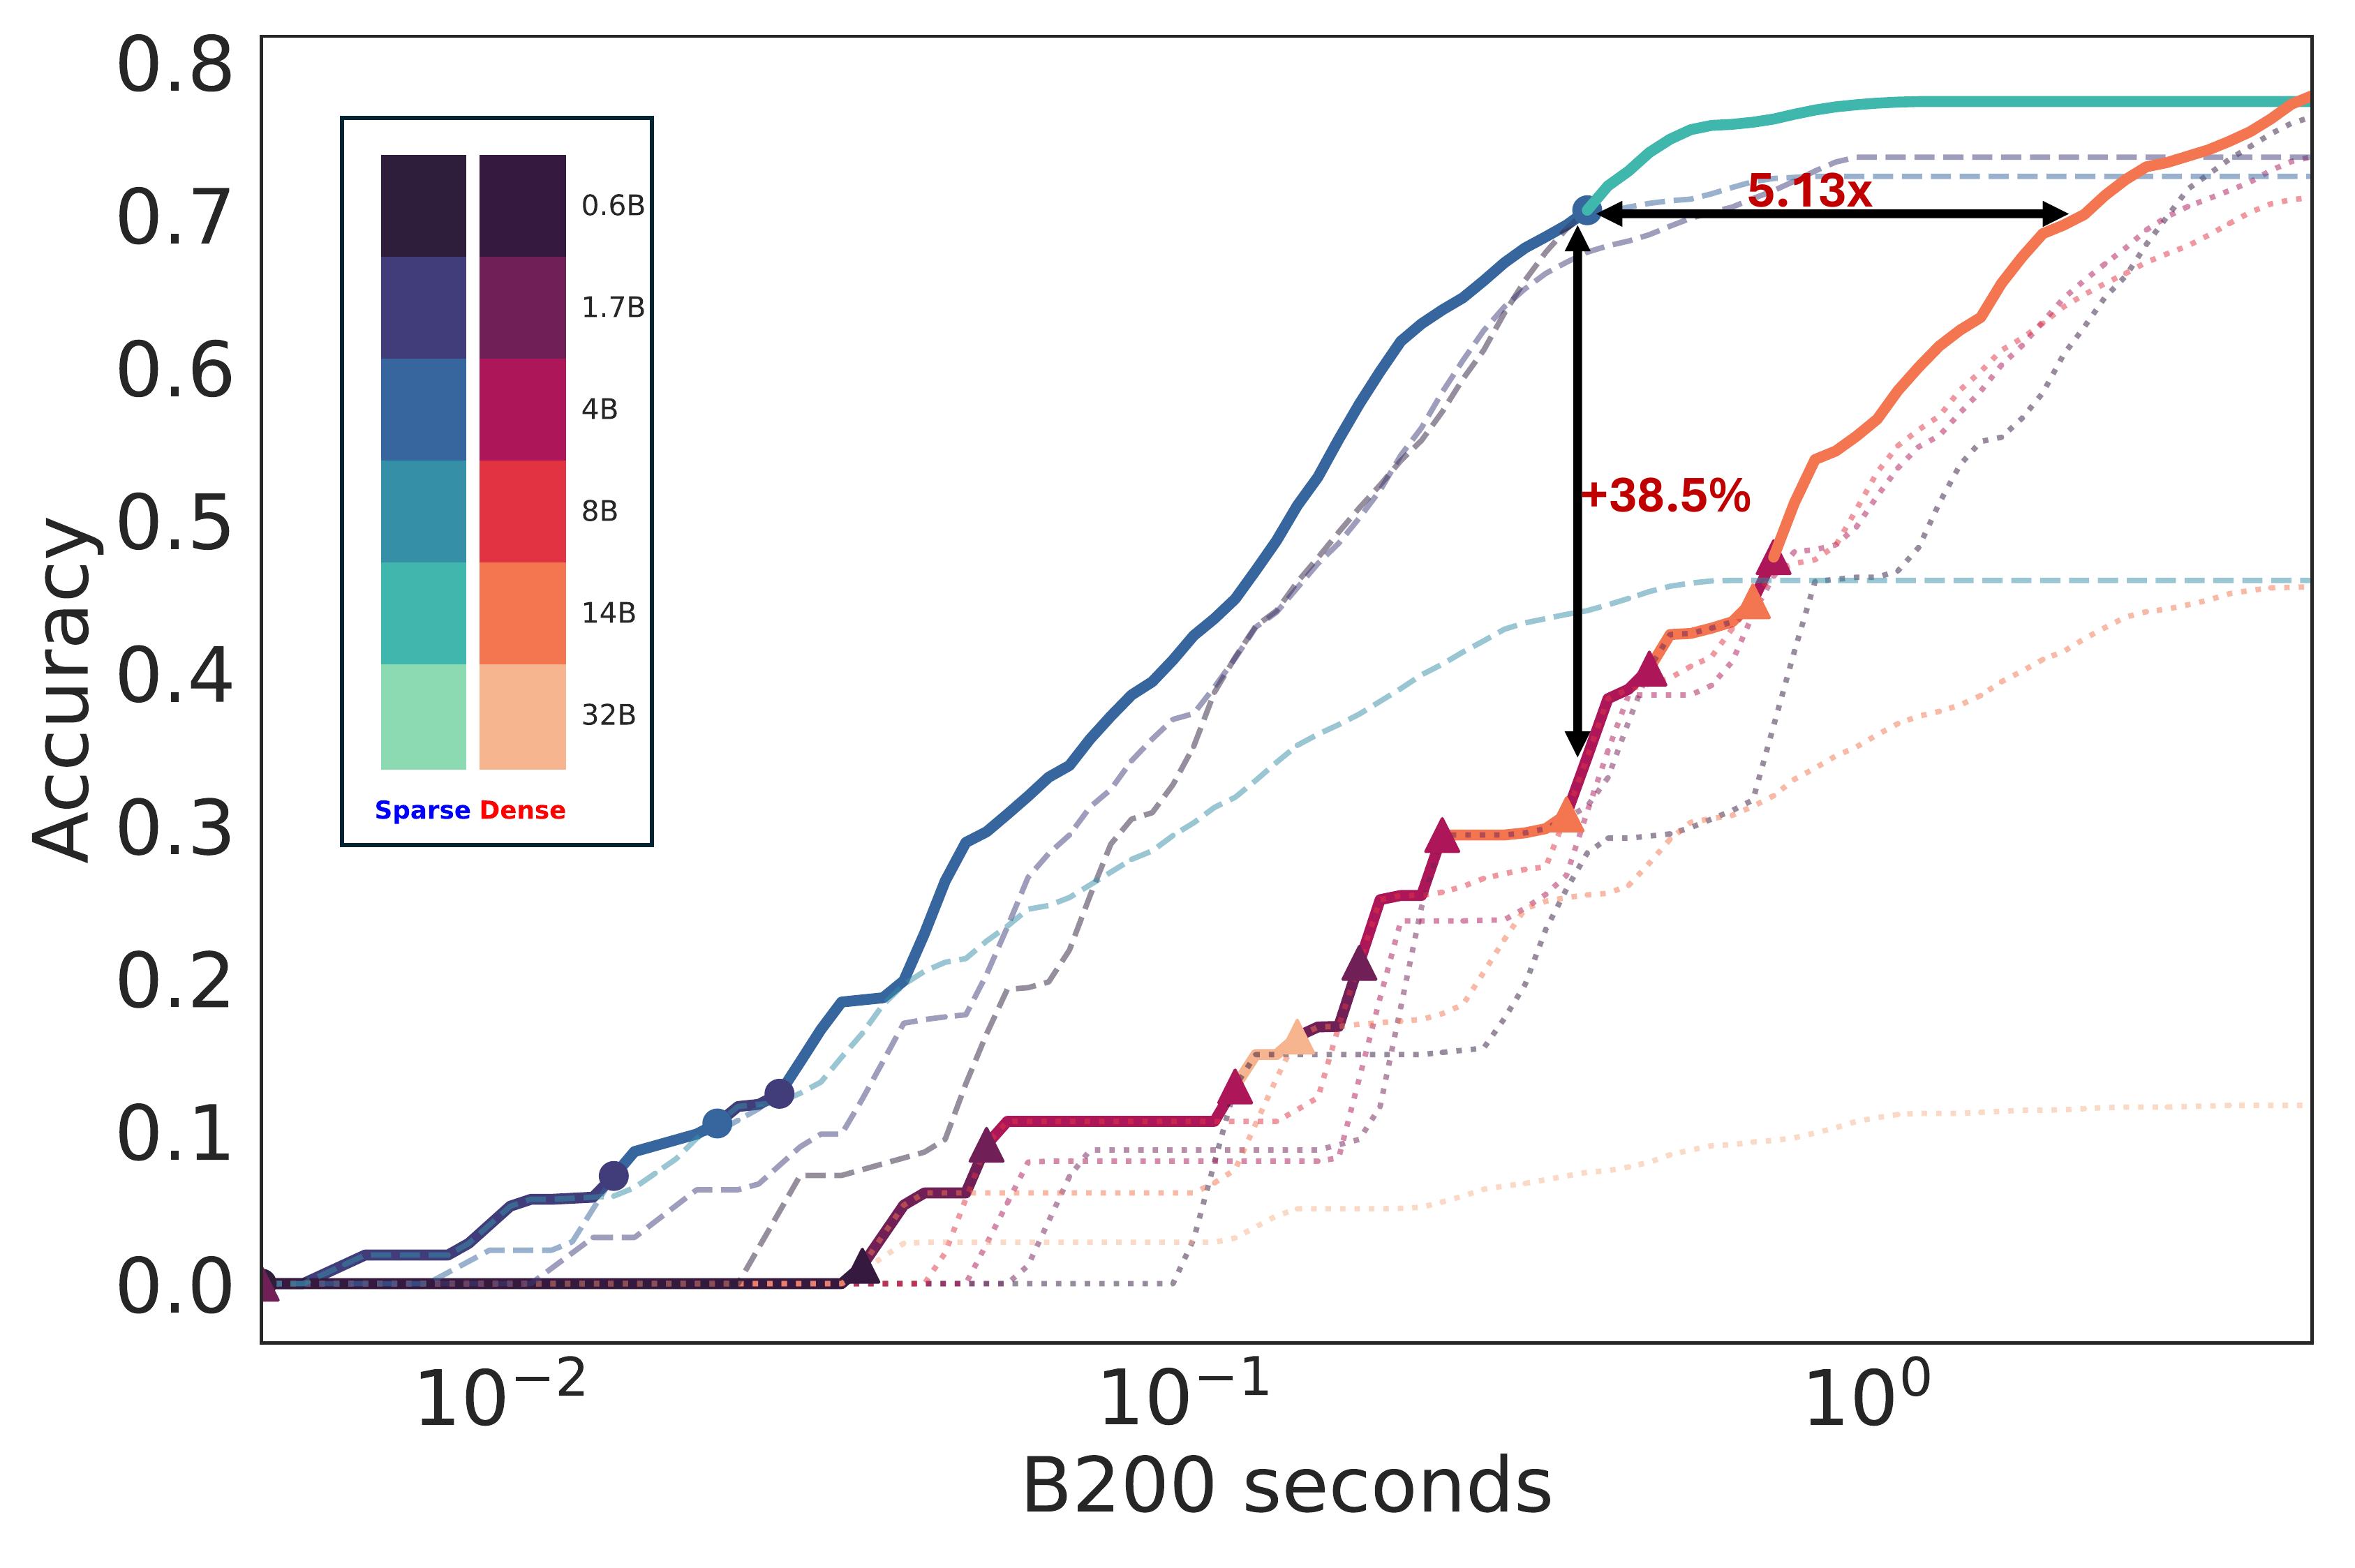 0.8
0.7
0.6
0.5
0.4
0.3
0.2
0.1
0.0
Accuracy
0.6B
1.7B
4B
8B
14B
32B
Sparse Dense
5.13x
+38.5%
10⁻² 10⁻¹ 10⁰
B200 seconds